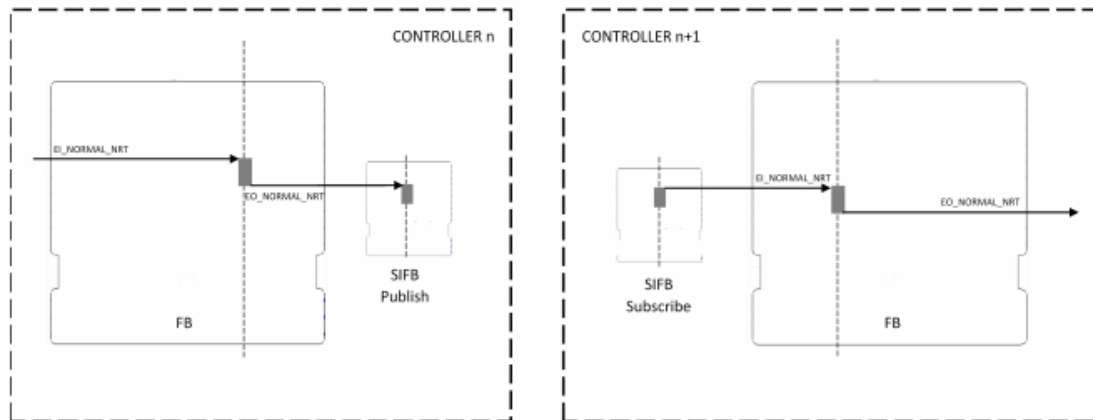 CONTROLLER n
EI_NORMAL_NRT
EO_NORMAL_NRT
SIFB
Publish
FB
CONTROLLER n+1
EI_NORMAL_NRT
EO_NORMAL_NRT
SIFB
Subscribe
FB